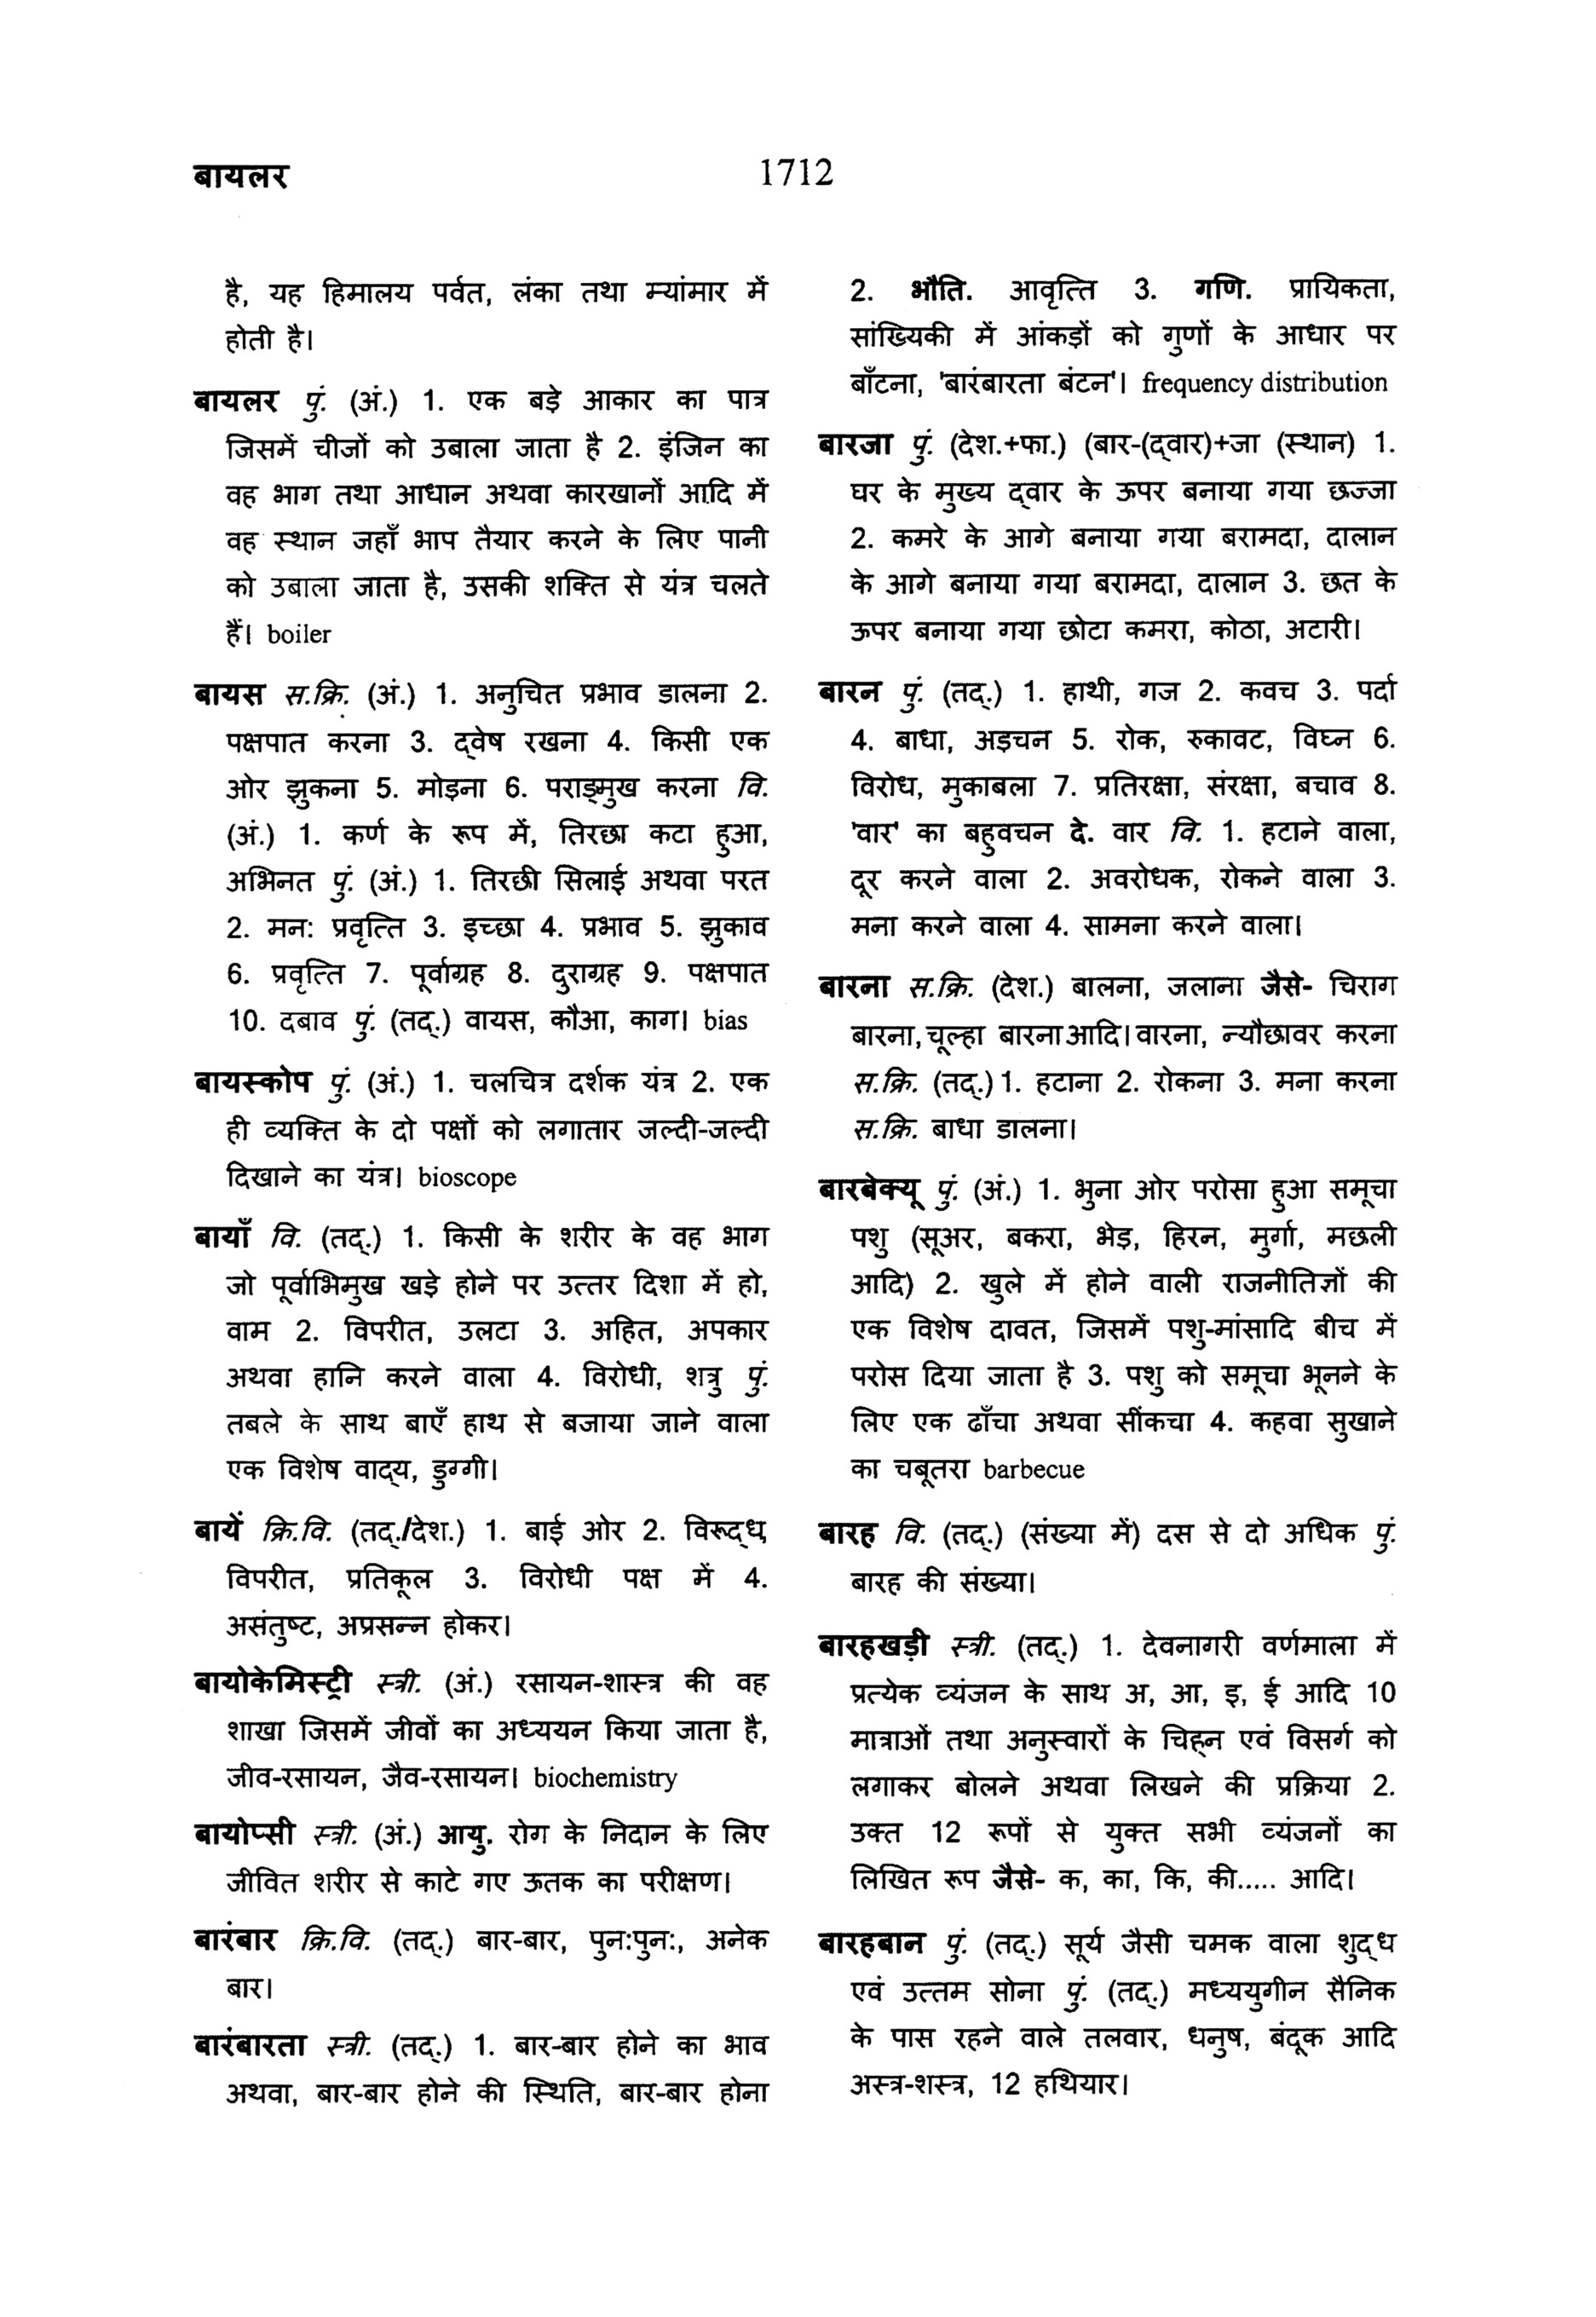 बायलर
1712
है, यह हिमालय पर्वत, लंका तथा म्यांमार में
होती है।
बायलर पुं. (अं.) 1. एक बड़े आकार का पात्र
जिसमें चीजों को उबाला जाता है 2. इंजिन का
वह भाग तथा आधान अथवा कारखानों आदि में
वह स्थान जहाँ भाप तैयार करने के लिए पानी
को उबाला जाता है, उसकी शक्ति से यंत्र चलते
हैं। boiler
बायस स.क्रि. (अं.) 1. अनुचित प्रभाव डालना 2.
पक्षपात करना 3. द्‌वेष रखना 4. किसी एक
ओर झुकना 5. मोड़ना 6. पराङ्मुख करना वि.
(अं.) 1. कर्ण के रूप में, तिरछा कटा हुआ,
अभिनत पुं. (अं.) 1. तिरछी सिलाई अथवा परत
2. मन: प्रवृत्ति 3. इच्छा 4. प्रभाव 5. झुकाव
6. प्रवृत्ति 7. पूर्वाग्रह 8. दुराग्रह 9. पक्षपात
10. दबाव पुं. (तद्.) वायस, कौआ, काग। bias
बायस्कोप पुं. (अं.) 1. चलचित्र दर्शक यंत्र 2. एक
ही व्यक्ति के दो पक्षों को लगातार जल्दी-जल्दी
दिखाने का यंत्र। bioscope
बायाँ वि. (तद्.) 1. किसी के शरीर के वह भाग
जो पूर्वाभिमुख खड़े होने पर उत्तर दिशा में हो,
वाम 2. विपरीत, उलटा 3. अहित, अपकार
अथवा हानि करने वाला 4. विरोधी, शत्रु पुं.
तबले के साथ बाएँ हाथ से बजाया जाने वाला
एक विशेष वाद्‌य, डुग्गी।
बायें क्रि.वि. (तद्./देश.) 1. बाई ओर 2. विरूद्‌ध,
विपरीत, प्रतिकूल 3. विरोधी पक्ष में 4.
असंतुष्ट, अप्रसन्न होकर।
बायोकेमिस्ट्री स्त्री. (अं.) रसायन-शास्त्र की वह
शाखा जिसमें जीवों का अध्ययन किया जाता है,
जीव-रसायन, जैव-रसायन। biochemistry
बायोप्सी स्त्री. (अं.) आयु. रोग के निदान के लिए
जीवित शरीर से काटे गए ऊतक का परीक्षण।
बारंबार क्रि.वि. (तद्.) बार-बार, पुन:पुन:, अनेक
बार।
बारंबारता स्त्री. (तद्.) 1. बार-बार होने का भाव
अथवा, बार-बार होने की स्थिति, बार-बार होना
2. भौति. आवृत्ति 3. गणि. प्रायिकता,
सांख्यिकी में आंकड़ों को गुणों के आधार पर
बाँटना, 'बारंबारता बंटन'। frequency distribution
बारजा पुं. (देश.+फा.) (बार-(द्‌वार)+जा (स्थान) 1.
घर के मुख्य द्‌वार के ऊपर बनाया गया छज्जा
2. कमरे के आगे बनाया गया बरामदा, दालान
के आगे बनाया गया बरामदा, दालान 3. छत के
ऊपर बनाया गया छोटा कमरा, कोठा, अटारी।
बारन पुं. (तद्.) 1. हाथी, गज 2. कवच 3. पर्दा
4. बाधा, अड़चन 5. रोक, रुकावट, विघ्न 6.
विरोध, मुकाबला 7. प्रतिरक्षा, संरक्षा, बचाव 8.
'वार' का बहुवचन दे. वार वि. 1. हटाने वाला,
दूर करने वाला 2. अवरोधक, रोकने वाला 3.
मना करने वाला 4. सामना करने वाला।
बारना स.क्रि. (देश.) बालना, जलाना जैसे- चिराग
बारना, चूल्हा बारना आदि। वारना, न्यौछावर करना
स.क्रि. (तद्.) 1. हटाना 2. रोकना 3. मना करना
स.क्रि. बाधा डालना।
बारबेक्यू पुं. (अं.) 1. भुना ओर परोसा हुआ समूचा
पशु (सूअर, बकरा, भेड़, हिरन, मुर्गा, मछली
आदि) 2. खुले में होने वाली राजनीतिज्ञों की
एक विशेष दावत, जिसमें पशु-मांसादि बीच में
परोस दिया जाता है 3. पशु को समूचा भूनने के
लिए एक ढाँचा अथवा सींकचा 4. कहवा सुखाने
का चबूतरा barbecue
बारह वि. (तद्.) (संख्या में) दस से दो अधिक पुं.
बारह की संख्या।
बारहखड़ी स्त्री. (तद्.) 1. देवनागरी वर्णमाला में
प्रत्येक व्यंजन के साथ अ, आ, इ, ई आदि 10
मात्राओं तथा अनुस्वारों के चिह्‌न एवं विसर्ग को
लगाकर बोलने अथवा लिखने की प्रक्रिया 2.
उक्त 12 रूपों से युक्त सभी व्यंजनों का
लिखित रूप जैसे- क, का, कि, की..... आदि।
बारहबान पुं. (तद्.) सूर्य जैसी चमक वाला शुद्‌ध
एवं उत्तम सोना पुं. (तद्.) मध्ययुगीन सैनिक
के पास रहने वाले तलवार, धनुष, बंदूक आदि
अस्त्र-शस्त्र, 12 हथियार।